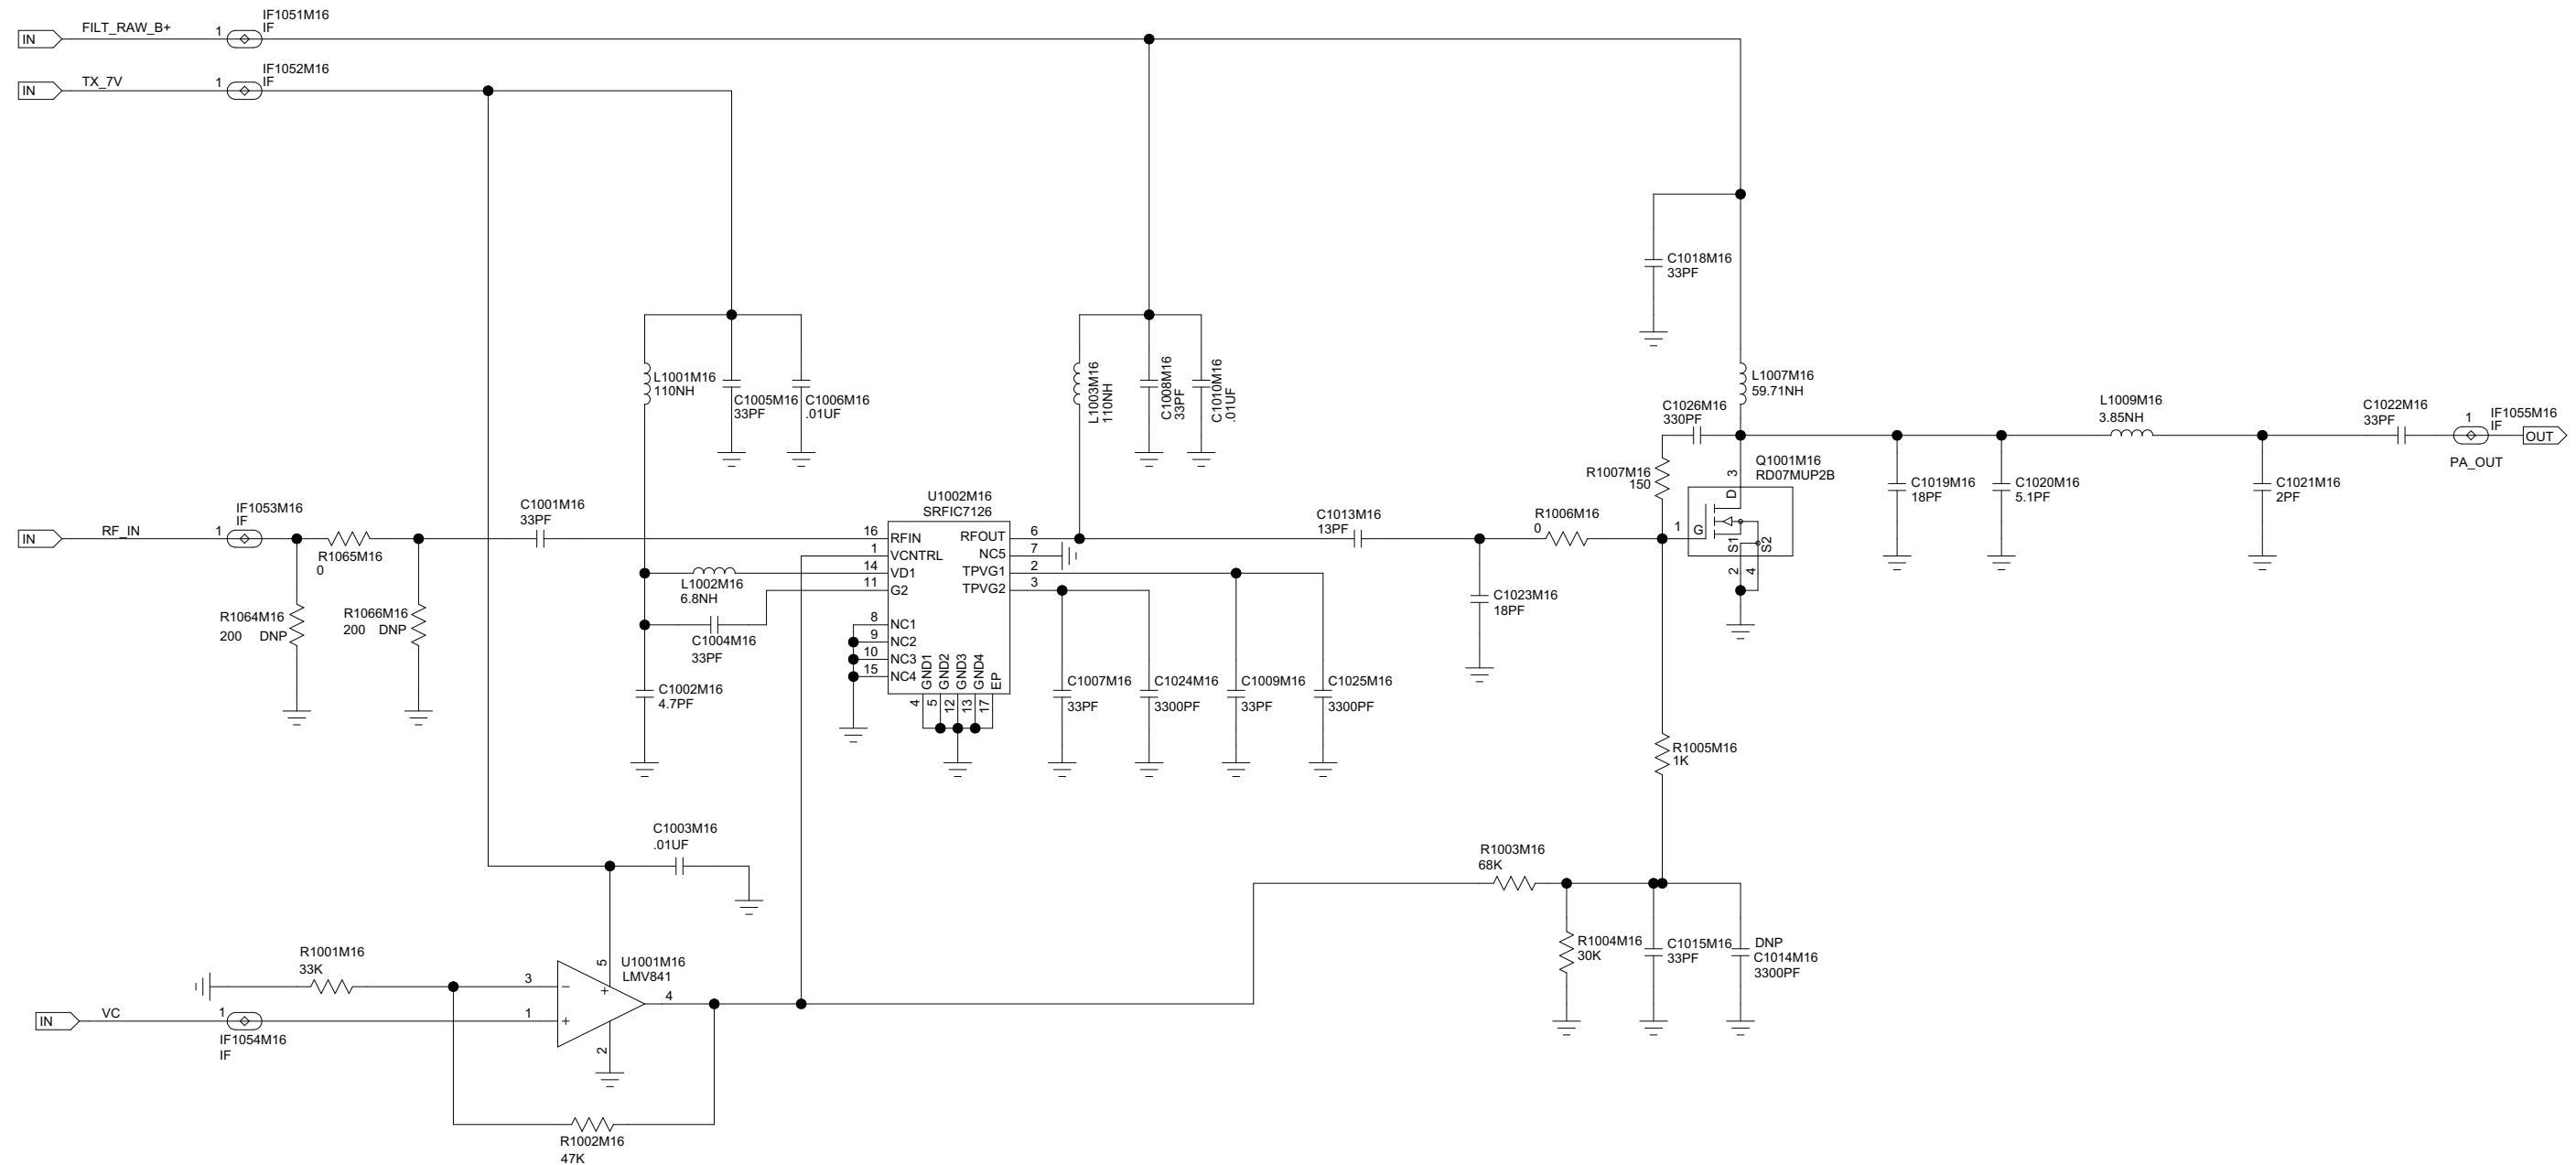 IF1051M16
IF
IN
FILT_RAW_B+
1
IF1052M16
IF
IN
TX_7V
1
C1018M16
33PF
L1001M16
110NH
C1005M16
33PF
C1006M16
.01UF
L1003M16
110NH
C1008M16
33PF
C1010M16
.01UF
L1007M16
59.71NH
C1026M16
330PF
L1009M16
3.85NH
C1022M16
33PF
1
IF1055M16
IF
OUT
PA_OUT
R1007M16
150
Q1001M16
RD07MUP2B
3
D
G
S1
S2
1
2
4
C1019M16
18PF
C1020M16
5.1PF
C1021M16
2PF
IN
RF_IN
1
IF1053M16
IF
R1065M16
0
C1001M16
33PF
U1002M16
SRFIC7126
16
RFIN
1
VCNTRL
14
VD1
11
G2
8
NC1
9
NC2
10
NC3
15
NC4
RFOUT
6
NC5
7
TPVG1
2
TPVG2
3
GND1
GND2
GND3
GND4
EP
4
5
12
13
17
C1013M16
13PF
R1006M16
0
L1002M16
6.8NH
C1004M16
33PF
R1064M16
200 DNP
R1066M16
200 DNP
C1002M16
4.7PF
C1023M16
18PF
C1007M16
33PF
C1024M16
3300PF
C1009M16
33PF
C1025M16
3300PF
R1005M16
1K
C1003M16
.01UF
R1003M16
68K
R1004M16
30K
C1015M16
33PF
DNP
C1014M16
3300PF
R1001M16
33K
U1001M16
LMV841
5
3
−
+
4
1
+
2
IN
VC
1
IF1054M16
IF
R1002M16
47K